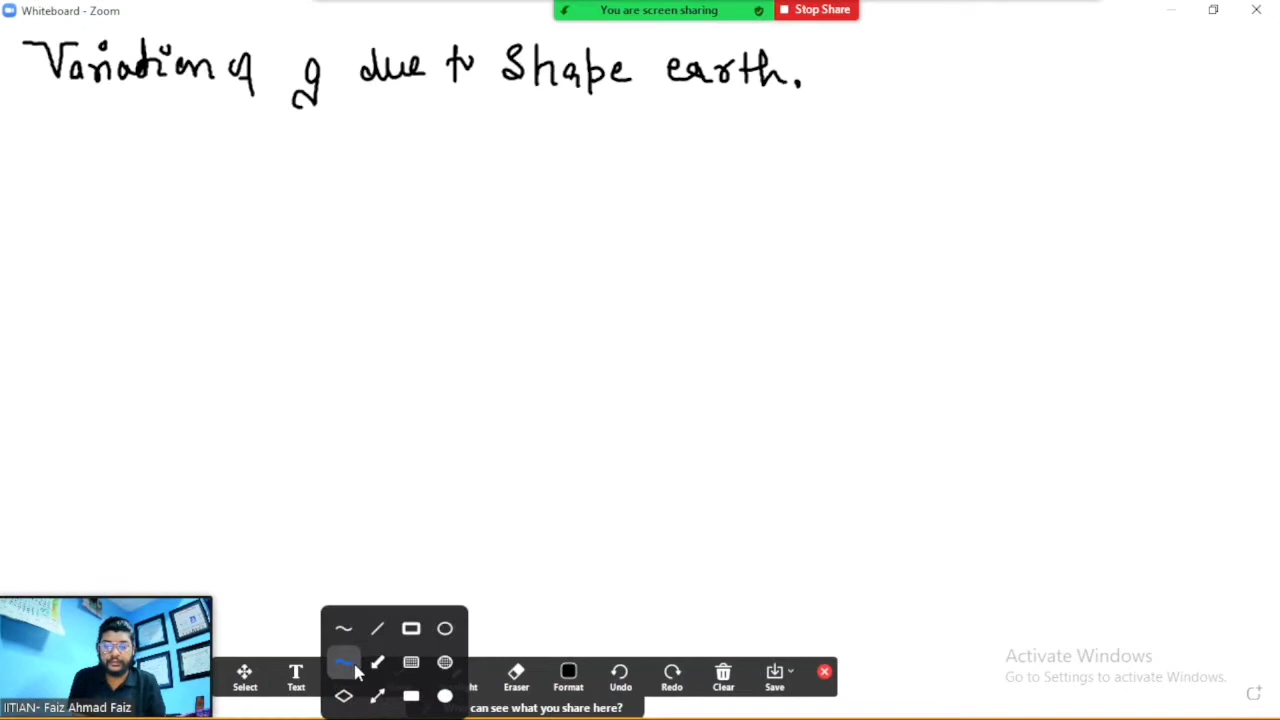 Whiteboard - Zoom
You are screen sharing
Stop Share
Variation of g due to Shape earth.
Activate Windows
Go to Settings to activate Windows.
Select
Text
ht
Eraser
Format
Undo
Redo
Clear
Save
can see what you share here?
IITIAN- Faiz Ahmad Faiz